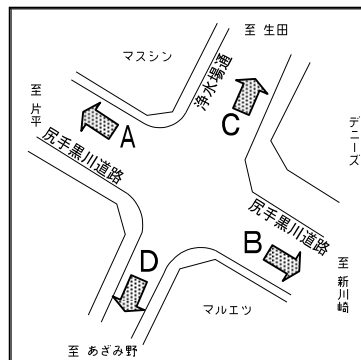 至 生田
マスシン
浄水場通
至 片平
C
A
尻手黒川道路
デニーズ
尻手黒川道路
B
D
至 新川崎
マルエツ
至 あざみ野